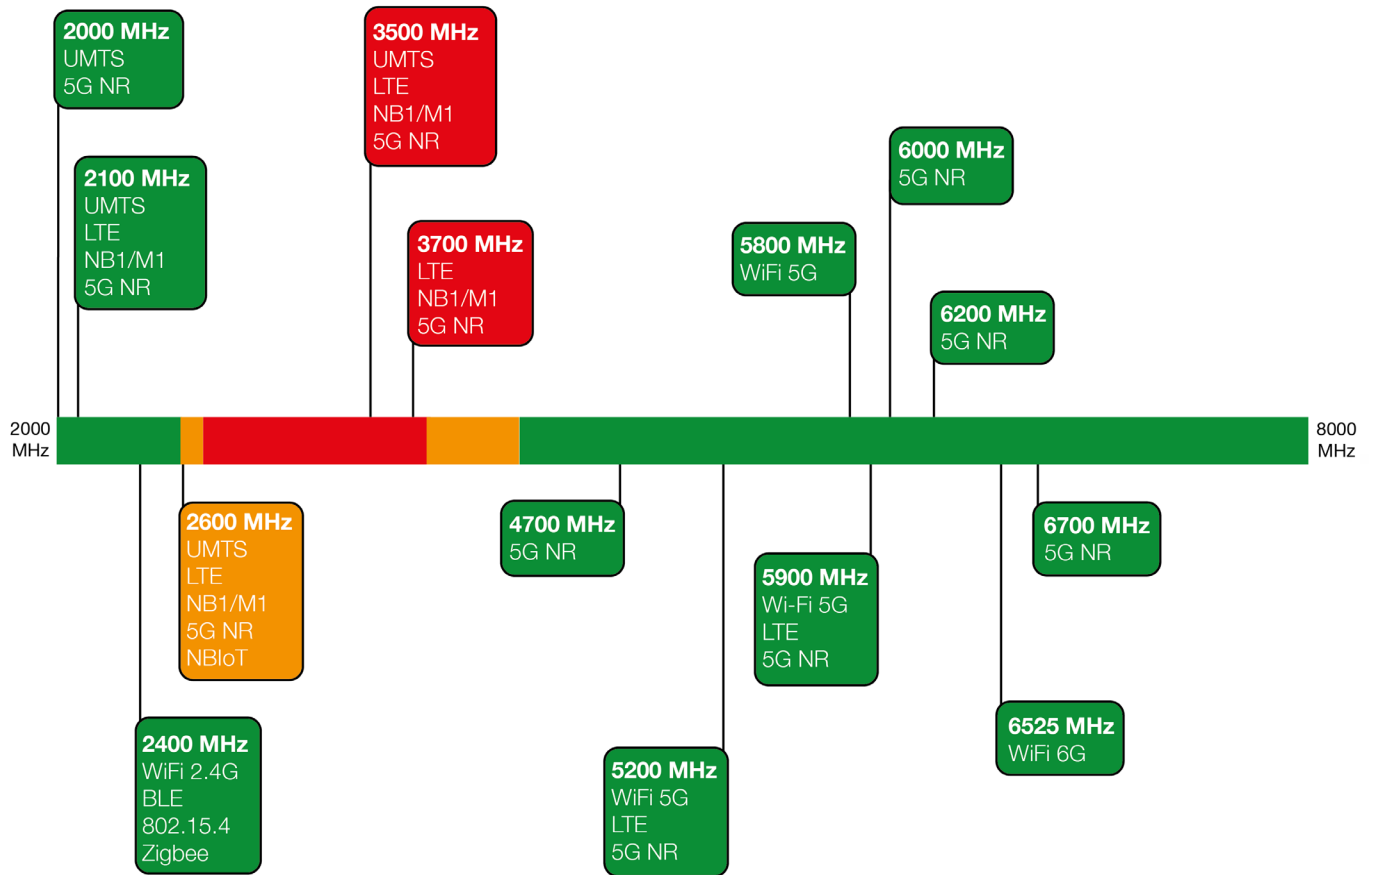 2000 MHz
UMTS
5G NR
2100 MHz
UMTS
LTE
NB1/M1
5G NR
3500 MHz
UMTS
LTE
NB1/M1
5G NR
3700 MHz
LTE
NB1/M1
5G NR
5800 MHz
WiFi 5G
6000 MHz
5G NR
6200 MHz
5G NR
2000
MHz
8000
MHz
2600 MHz
UMTS
LTE
NB1/M1
5G NR
NBIoT
2400 MHz
WiFi 2.4G
BLE
802.15.4
Zigbee
4700 MHz
5G NR
5200 MHz
WiFi 5G
LTE
5G NR
5900 MHz
Wi-Fi 5G
LTE
5G NR
6700 MHz
5G NR
6525 MHz
WiFi 6G